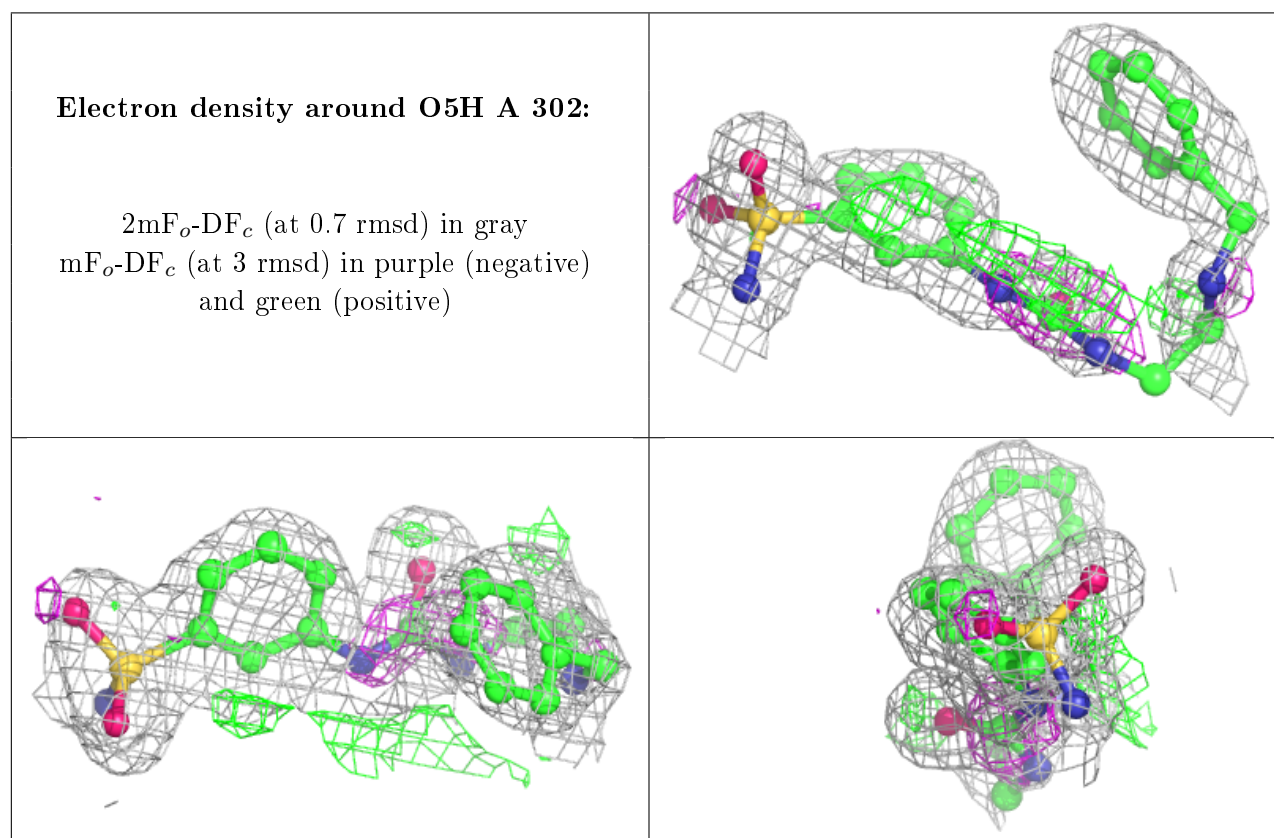 Electron density around O5H A 302:
2mFₒ-DF𝒸 (at 0.7 rmsd) in gray
mFₒ-DF𝒸 (at 3 rmsd) in purple (negative)
and green (positive)